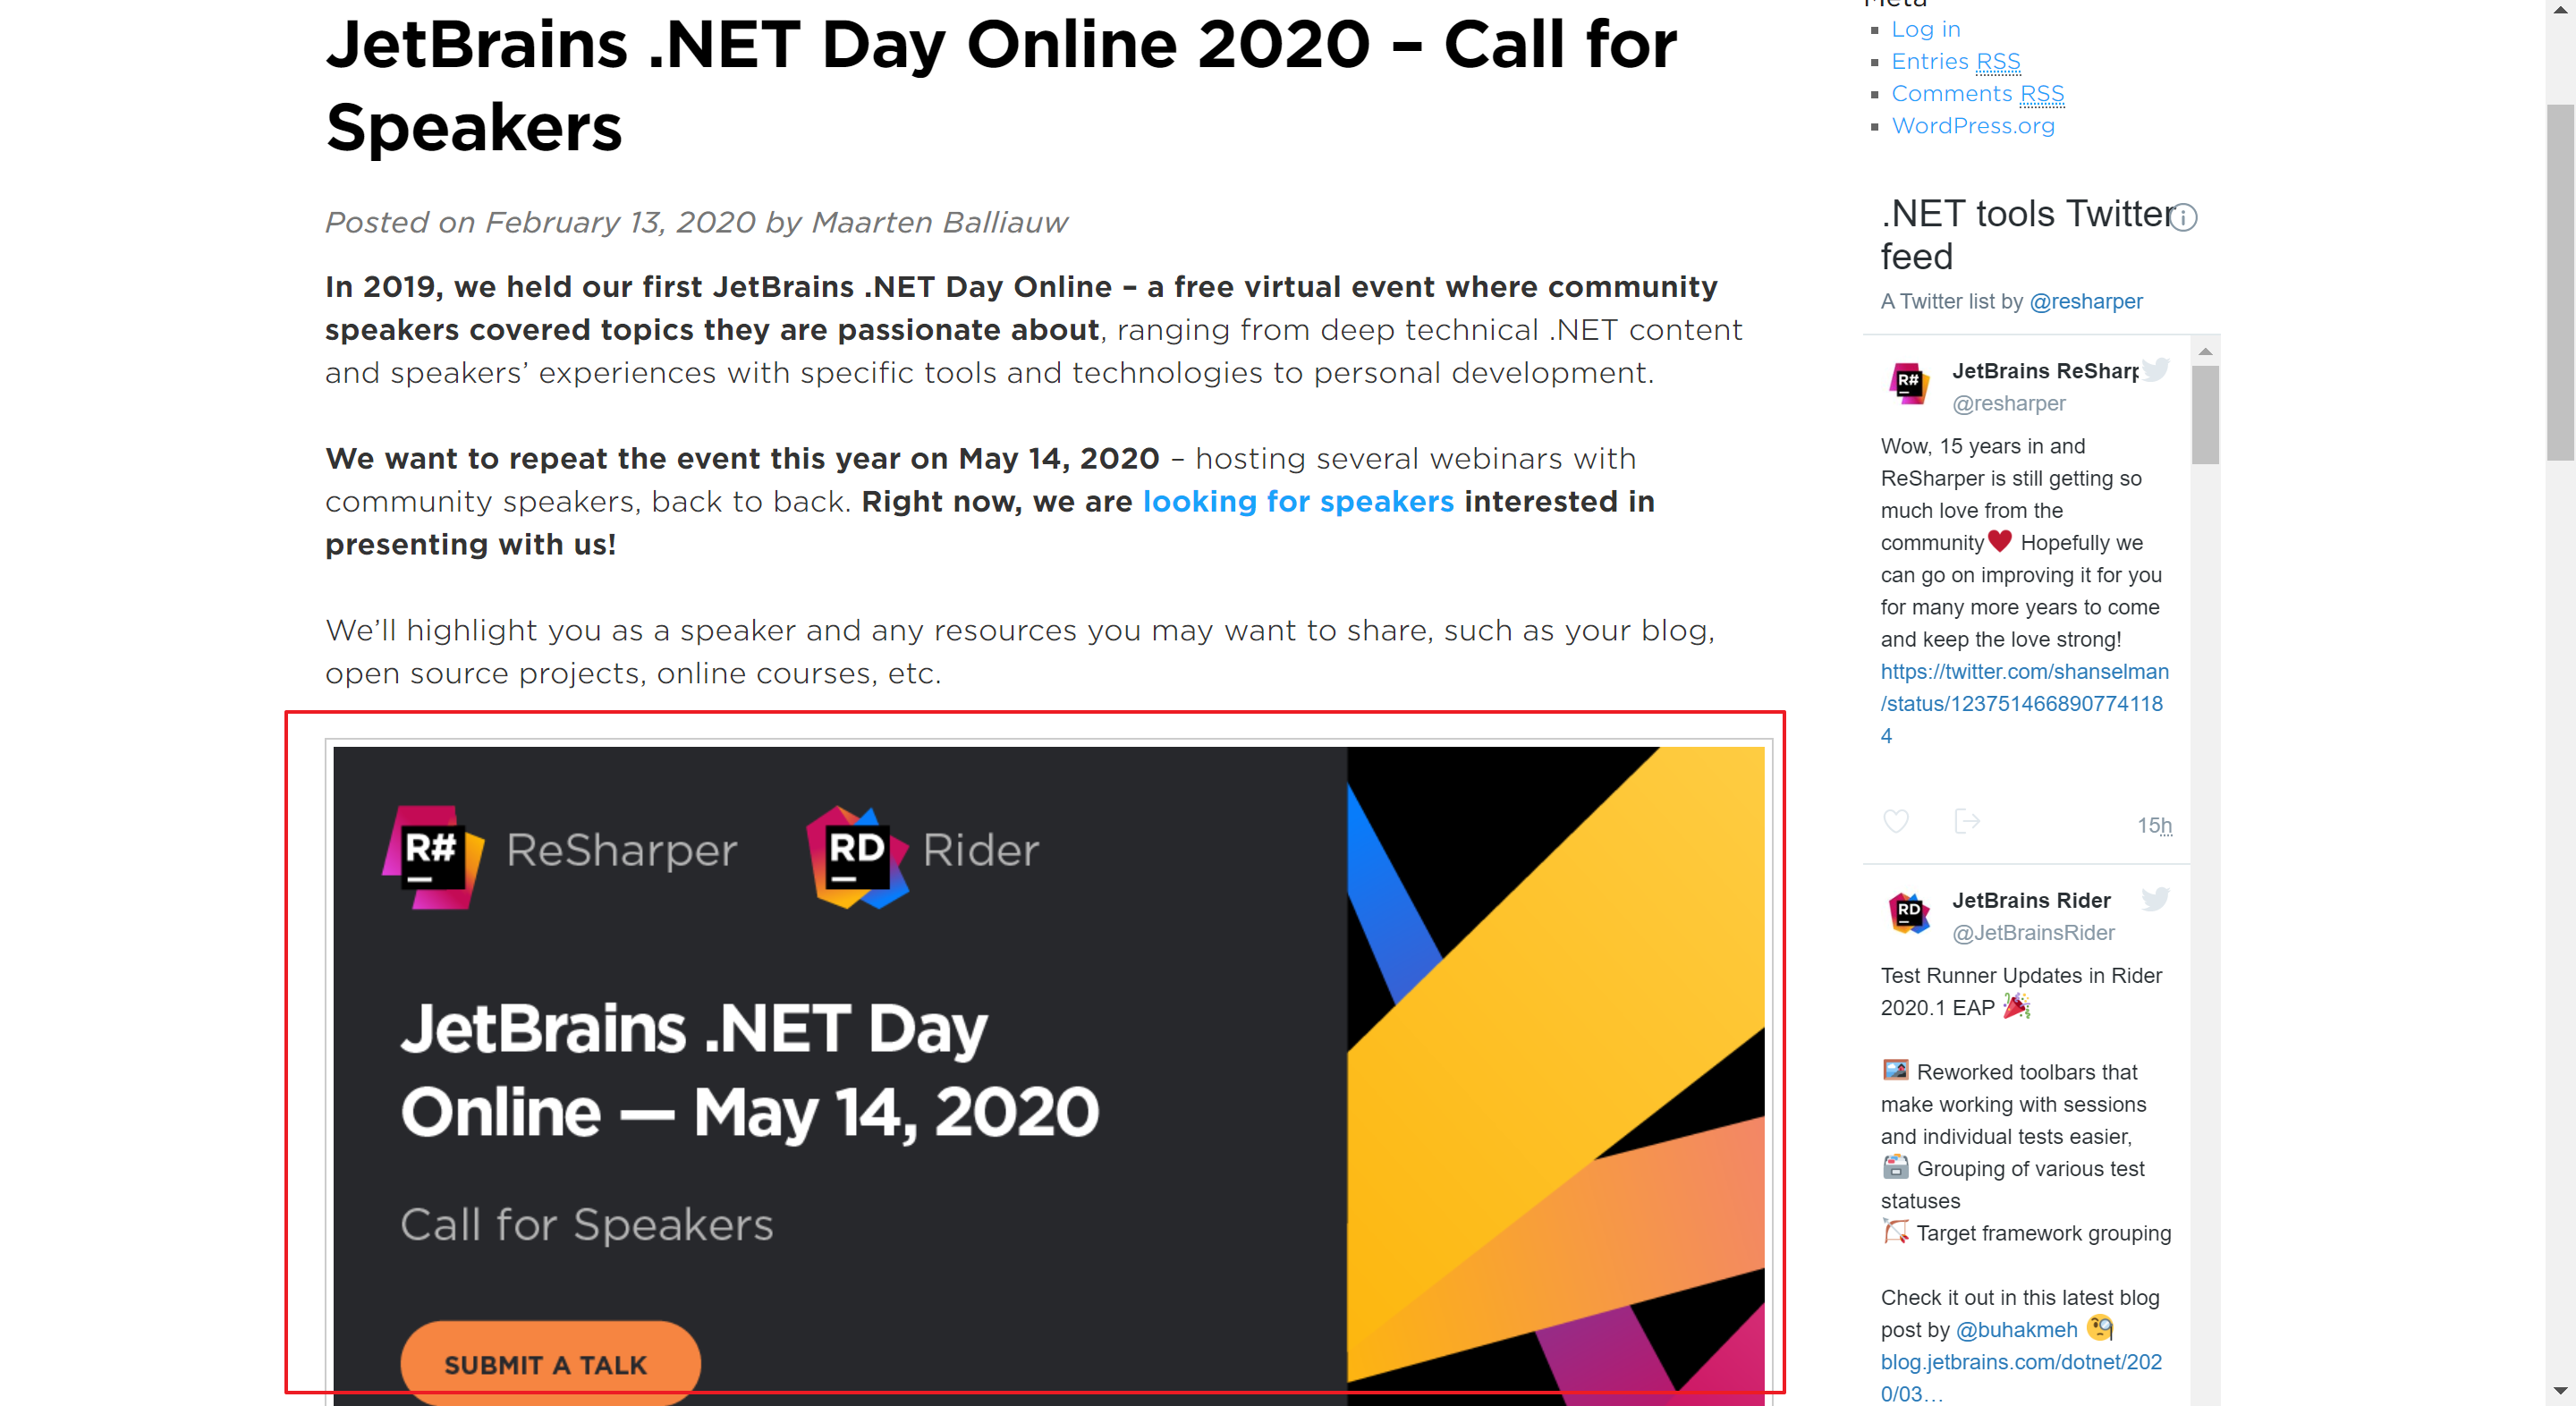 JetBrains .NET Day Online 2020 – Call for
Speakers
Posted on February 13, 2020 by Maarten Balliauw
In 2019, we held our first JetBrains .NET Day Online – a free virtual event where community
speakers covered topics they are passionate about, ranging from deep technical .NET content
and speakers’ experiences with specific tools and technologies to personal development.
We want to repeat the event this year on May 14, 2020 – hosting several webinars with
community speakers, back to back. Right now, we are looking for speakers interested in
presenting with us!
We’ll highlight you as a speaker and any resources you may want to share, such as your blog,
open source projects, online courses, etc.
R# ReSharper RD Rider
JetBrains .NET Day
Online — May 14, 2020
Call for Speakers
SUBMIT A TALK
Meta
Log in
Entries RSS
Comments RSS
WordPress.org
.NET tools Twitter
feed
A Twitter list by @resharper
R# JetBrains ReSharp
@resharper
Wow, 15 years in and
ReSharper is still getting so
much love from the
community❤ Hopefully we
can go on improving it for you
for many more years to come
and keep the love strong!
https://twitter.com/shanselman
/status/123751466890774118
4
15h
RD JetBrains Rider
@JetBrainsRider
Test Runner Updates in Rider
2020.1 EAP 🎉
🖼 Reworked toolbars that
make working with sessions
and individual tests easier,
🗃 Grouping of various test
statuses
🏹 Target framework grouping
Check it out in this latest blog
post by @buhakmeh 🧐
blog.jetbrains.com/dotnet/202
0/03…